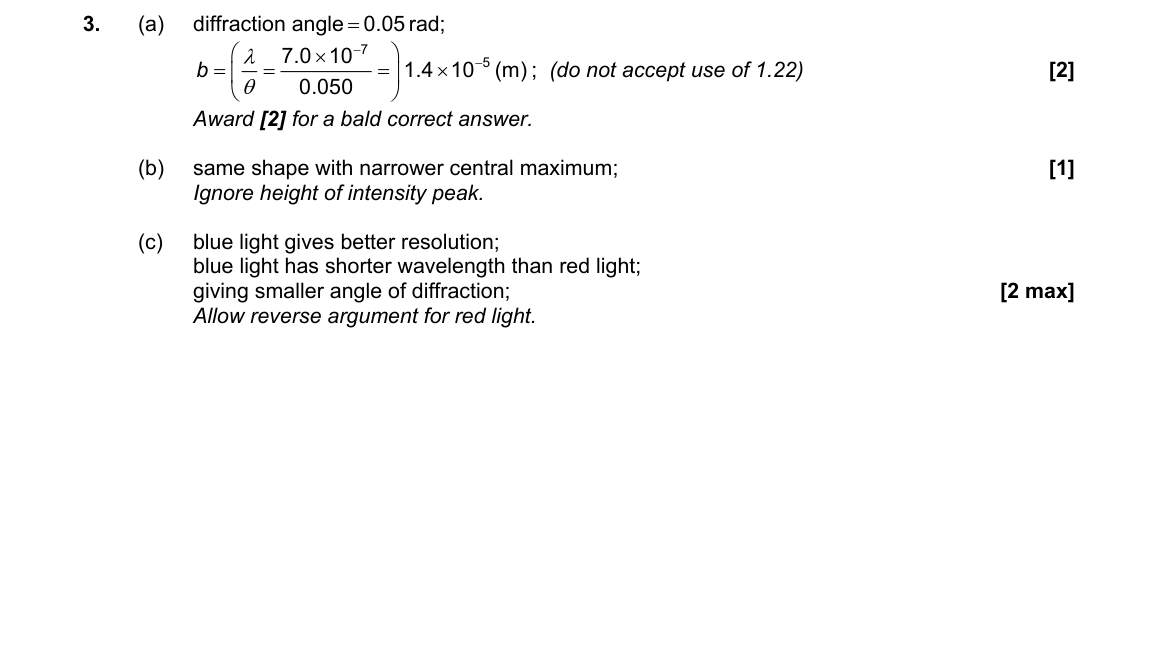 3. (a) diffraction angle = 0.05 rad;
b = (λ/θ = 7.0×10⁻⁷/0.050 =) 1.4×10⁻⁵ (m); (do not accept use of 1.22) [2]
Award [2] for a bald correct answer.
(b) same shape with narrower central maximum; [1]
Ignore height of intensity peak.
(c) blue light gives better resolution;
blue light has shorter wavelength than red light;
giving smaller angle of diffraction; [2 max]
Allow reverse argument for red light.